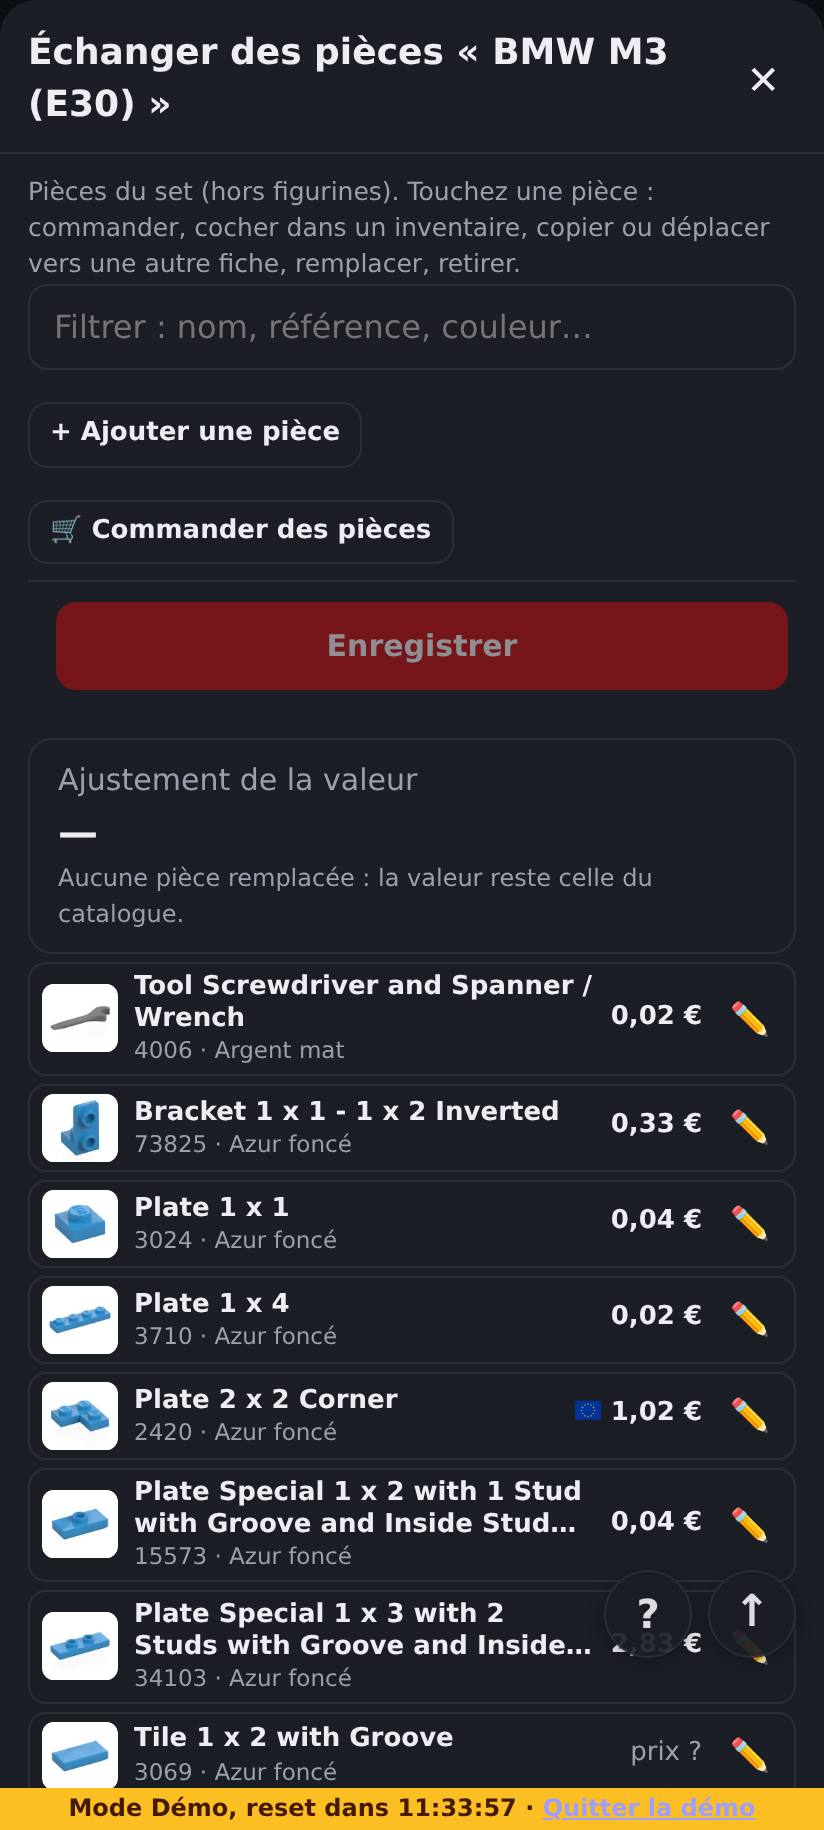 Échanger des pièces « BMW M3
(E30) »
✕
Pièces du set (hors figurines). Touchez une pièce :
commander, cocher dans un inventaire, copier ou déplacer
vers une autre fiche, remplacer, retirer.
Filtrer : nom, référence, couleur…
+ Ajouter une pièce
🛒 Commander des pièces
Enregistrer
Ajustement de la valeur
—
Aucune pièce remplacée : la valeur reste celle du
catalogue.
Tool Screwdriver and Spanner /
Wrench
0,02 €
4006 · Argent mat
Bracket 1 x 1 - 1 x 2 Inverted
0,33 €
73825 · Azur foncé
Plate 1 x 1
0,04 €
3024 · Azur foncé
Plate 1 x 4
0,02 €
3710 · Azur foncé
Plate 2 x 2 Corner
1,02 €
2420 · Azur foncé
Plate Special 1 x 2 with 1 Stud
with Groove and Inside Stud…
0,04 €
15573 · Azur foncé
Plate Special 1 x 3 with 2
Studs with Groove and Inside…
2,83 €
34103 · Azur foncé
? ↑
Tile 1 x 2 with Groove
prix ?
3069 · Azur foncé
Mode Démo, reset dans 11:33:57 · Quitter la démo